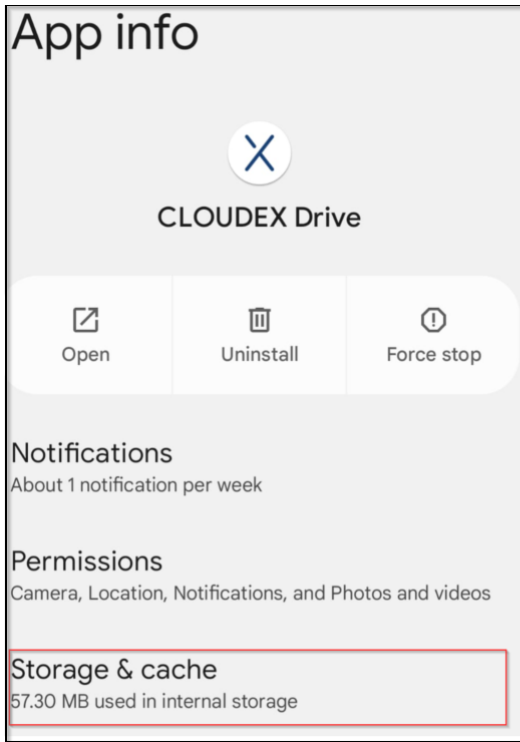 App info
CLOUDEX Drive
Open
Uninstall
Force stop
Notifications
About 1 notification per week
Permissions
Camera, Location, Notifications, and Photos and videos
Storage & cache
57.30 MB used in internal storage